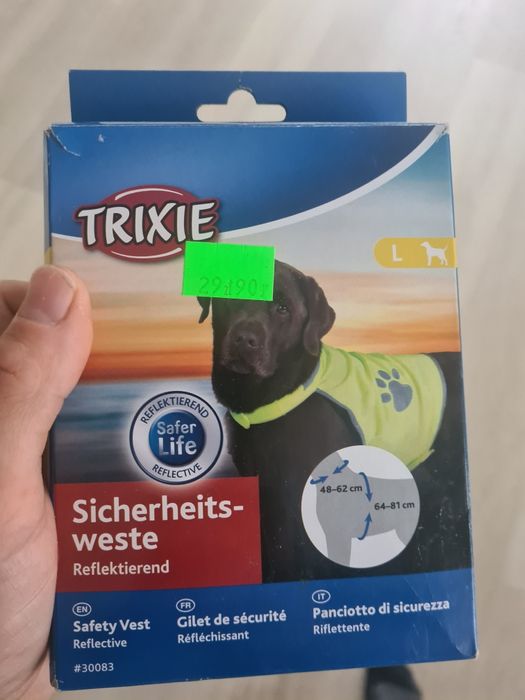 TRIXIE
L
29zł90gr
REFLEKTIEREND
Safer
Life
REFLECTIVE
48–62 cm
64–81 cm
Sicherheits-
weste
Reflektierend
EN
Safety Vest
Reflective
FR
Gilet de sécurité
Réfléchissant
IT
Panciotto di sicurezza
Riflettente
#30083